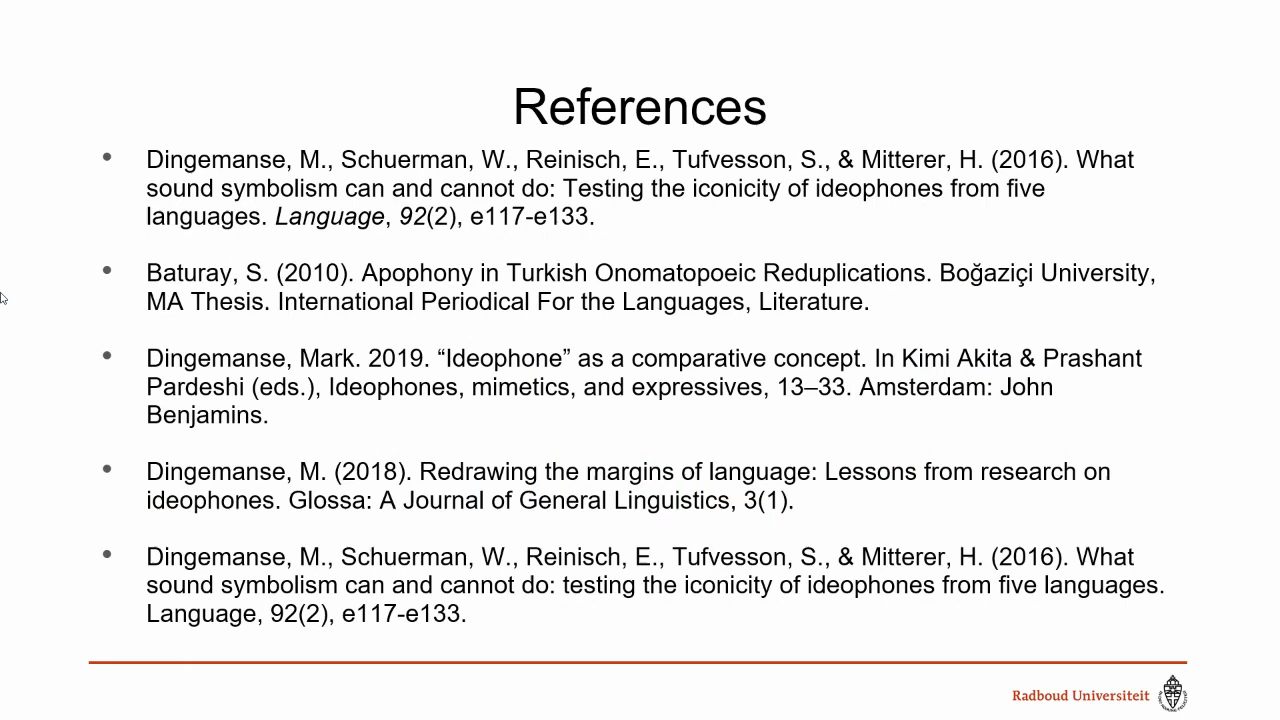 References
• Dingemanse, M., Schuerman, W., Reinisch, E., Tufvesson, S., & Mitterer, H. (2016). What
sound symbolism can and cannot do: Testing the iconicity of ideophones from five
languages. Language, 92(2), e117-e133.
• Baturay, S. (2010). Apophony in Turkish Onomatopoeic Reduplications. Boğaziçi University,
MA Thesis. International Periodical For the Languages, Literature.
• Dingemanse, Mark. 2019. “Ideophone” as a comparative concept. In Kimi Akita & Prashant
Pardeshi (eds.), Ideophones, mimetics, and expressives, 13–33. Amsterdam: John
Benjamins.
• Dingemanse, M. (2018). Redrawing the margins of language: Lessons from research on
ideophones. Glossa: A Journal of General Linguistics, 3(1).
• Dingemanse, M., Schuerman, W., Reinisch, E., Tufvesson, S., & Mitterer, H. (2016). What
sound symbolism can and cannot do: testing the iconicity of ideophones from five languages.
Language, 92(2), e117-e133.
Radboud Universiteit